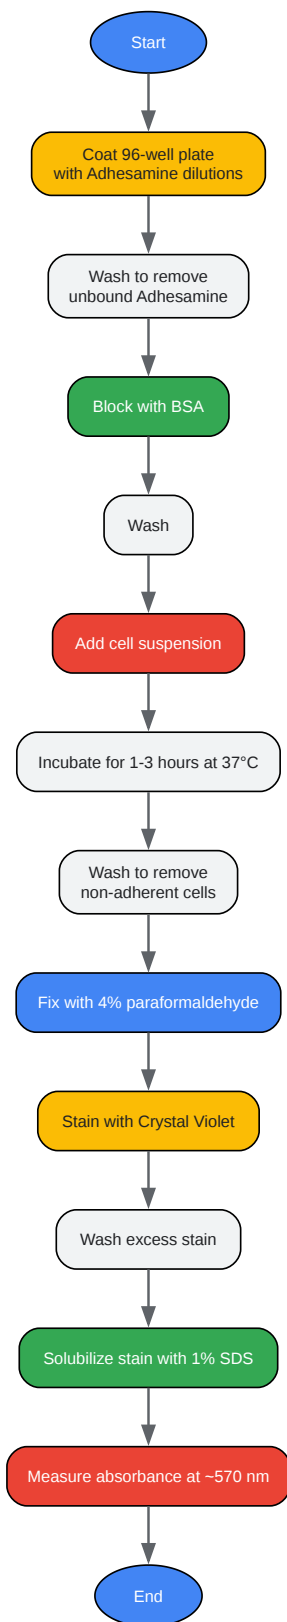 Start
Coat 96-well plate
with Adhesamine dilutions
Wash to remove
unbound Adhesamine
Block with BSA
Wash
Add cell suspension
Incubate for 1-3 hours at 37°C
Wash to remove
non-adherent cells
Fix with 4% paraformaldehyde
Stain with Crystal Violet
Wash excess stain
Solubilize stain with 1% SDS
Measure absorbance at ~570 nm
End